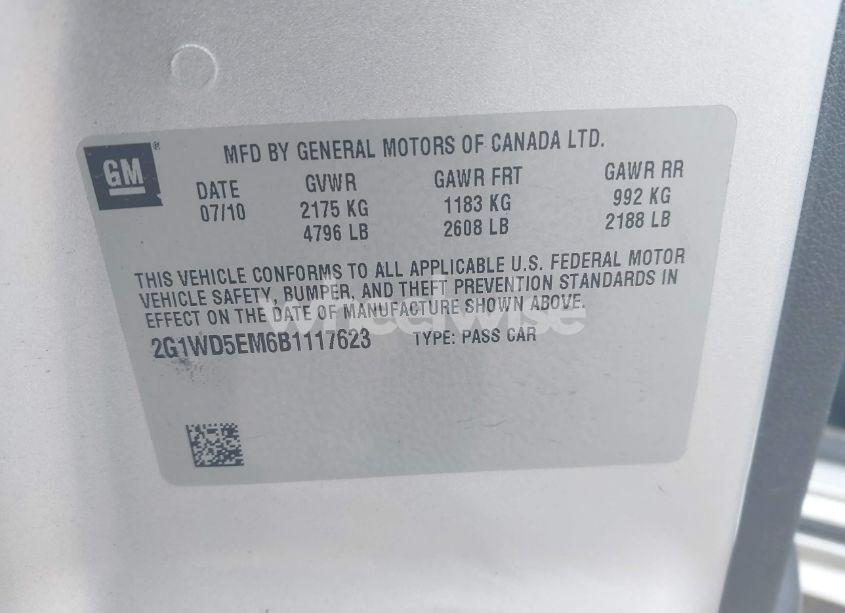 GM®
MFD BY GENERAL MOTORS OF CANADA LTD.
DATE GVWR GAWR FRT GAWR RR
07/10 2175 KG 1183 KG 992 KG
4796 LB 2608 LB 2188 LB
THIS VEHICLE CONFORMS TO ALL APPLICABLE U.S. FEDERAL MOTOR
VEHICLE SAFETY, BUMPER, AND THEFT PREVENTION STANDARDS IN
EFFECT ON THE DATE OF MANUFACTURE SHOWN ABOVE.
wheelwise
2G1WD5EM6B1117623 TYPE: PASS CAR